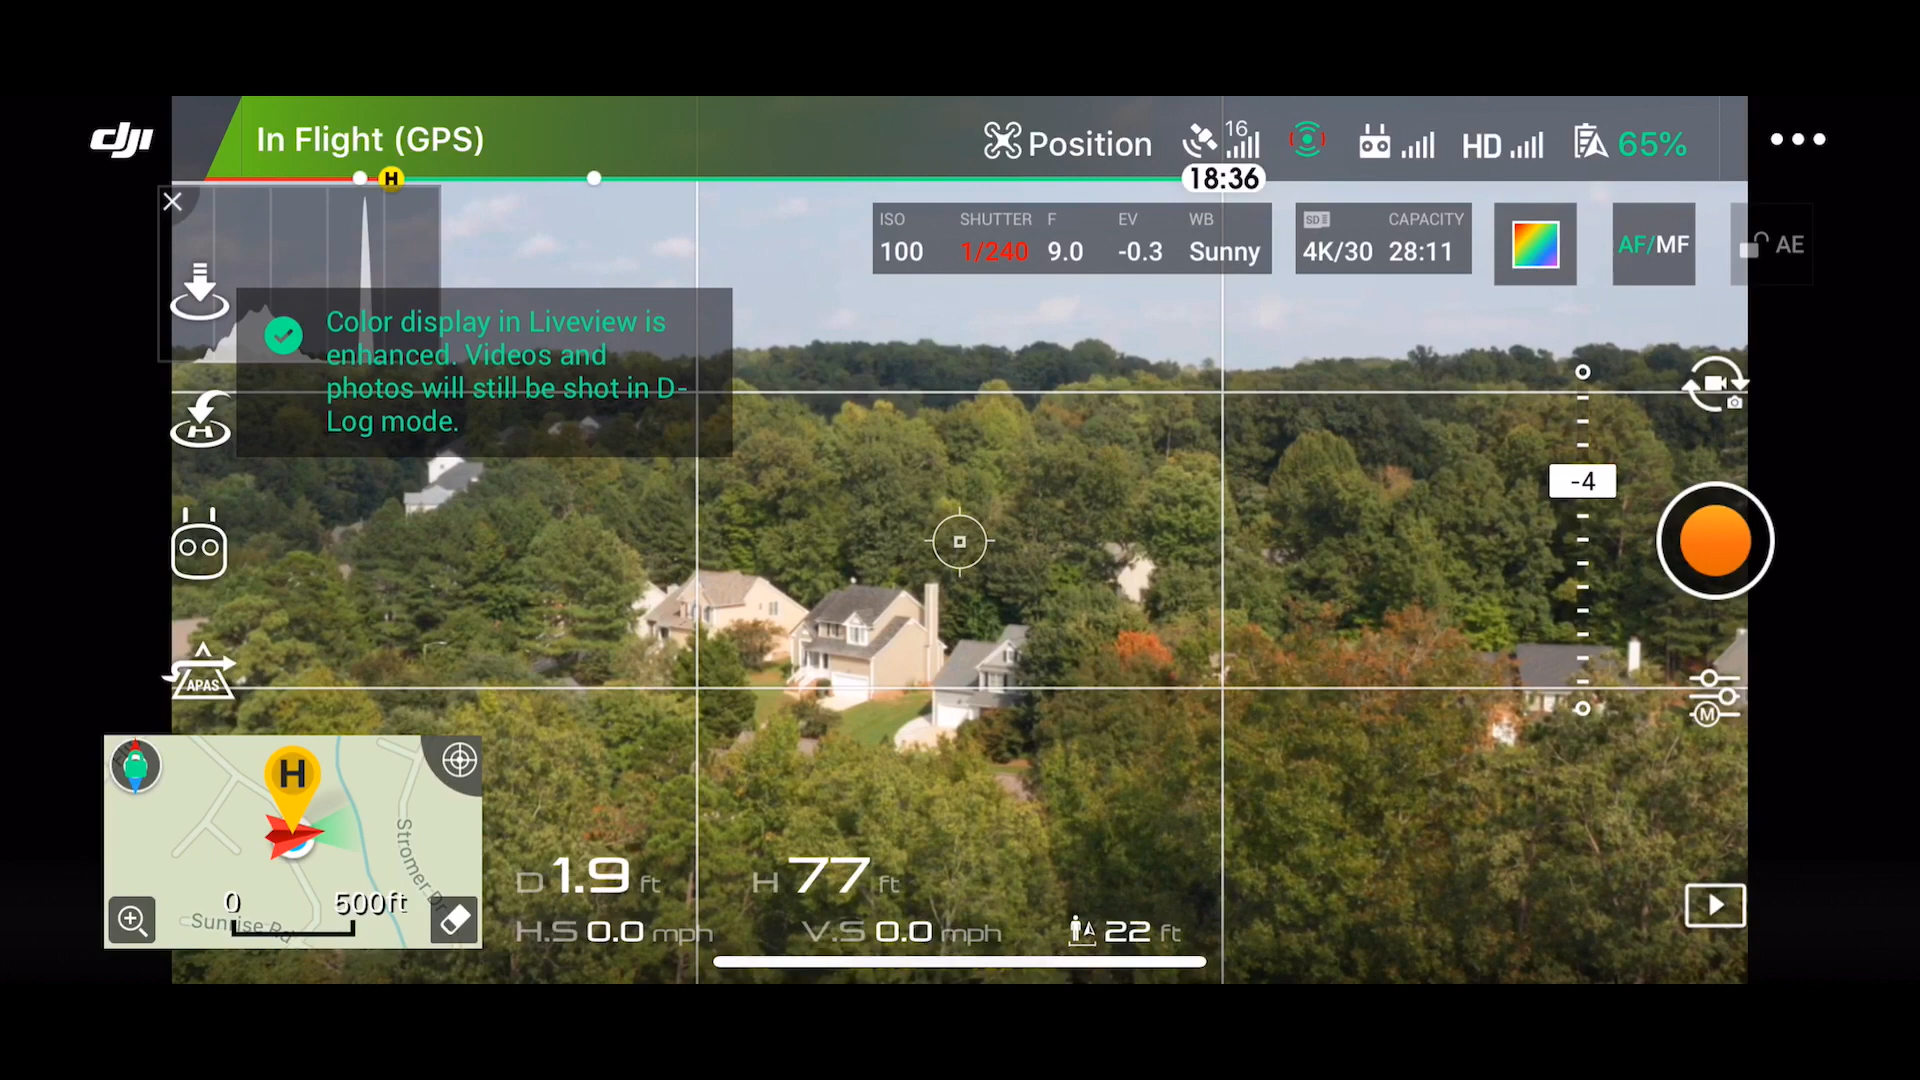 dji
In Flight (GPS)
Position
16
HD
65%
H
18:36
ISO
100
SHUTTER
1/240
F
9.0
EV
-0.3
WB
Sunny
SD
4K/30
CAPACITY
28:11
AF/MF
AE
Color display in Liveview is
enhanced. Videos and
photos will still be shot in D-
Log mode.
H
-4
APAS
M
H
Stromer Dr
0
500ft
Sunrise Rd
D 1.9 ft
H 77 ft
H.S 0.0 mph
V.S 0.0 mph
22 ft